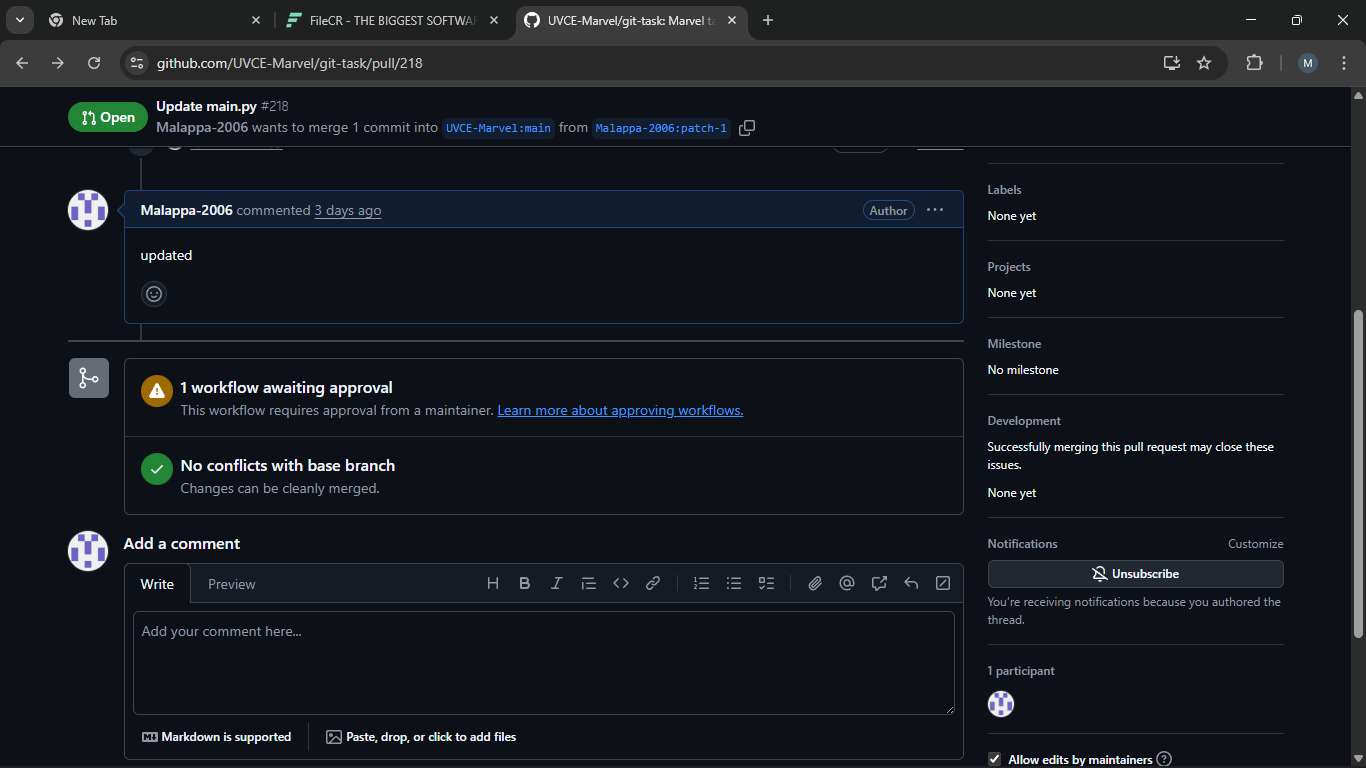 New Tab
FileCR - THE BIGGEST SOFTWA
UVCE-Marvel/git-task: Marvel ta
github.com/UVCE-Marvel/git-task/pull/218
M
Open
Update main.py #218
Malappa-2006 wants to merge 1 commit into UVCE-Marvel:main from Malappa-2006:patch-1
Malappa-2006 commented 3 days ago
Author
updated
1 workflow awaiting approval
This workflow requires approval from a maintainer. Learn more about approving workflows.
No conflicts with base branch
Changes can be cleanly merged.
Add a comment
Write
Preview
H B I
Add your comment here...
Markdown is supported
Paste, drop, or click to add files
Labels
None yet
Projects
None yet
Milestone
No milestone
Development
Successfully merging this pull request may close these
issues.
None yet
Notifications
Customize
Unsubscribe
You're receiving notifications because you authored the
thread.
1 participant
Allow edits by maintainers